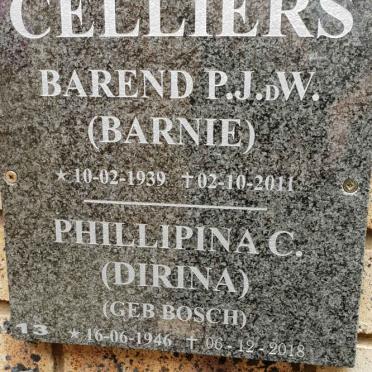 CELLIERS
BAREND P.J.DW.
(BARNIE)
★ 10-02-1939 †02-10-2011
PHILLIPINA C.
(DIRINA)
(GEB BOSCH)
13 ★ 16-06-1946 † 06-12-2018